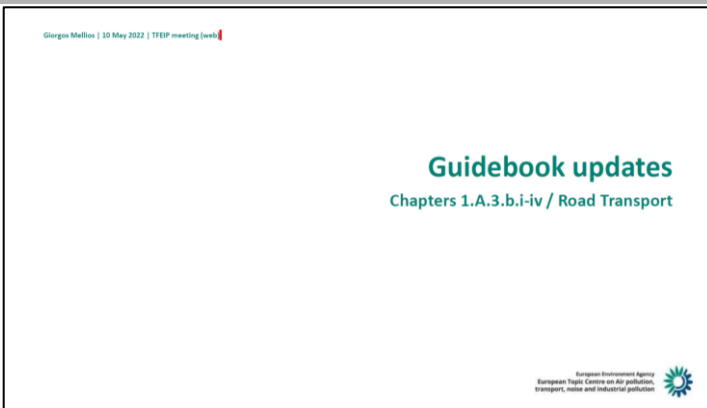 Giorgos Mellios | 10 May 2022 | TFEIP meeting (web)
Guidebook updates
Chapters 1.A.3.b.i-iv / Road Transport
European Environment Agency
European Topic Centre on Air pollution,
transport, noise and industrial pollution